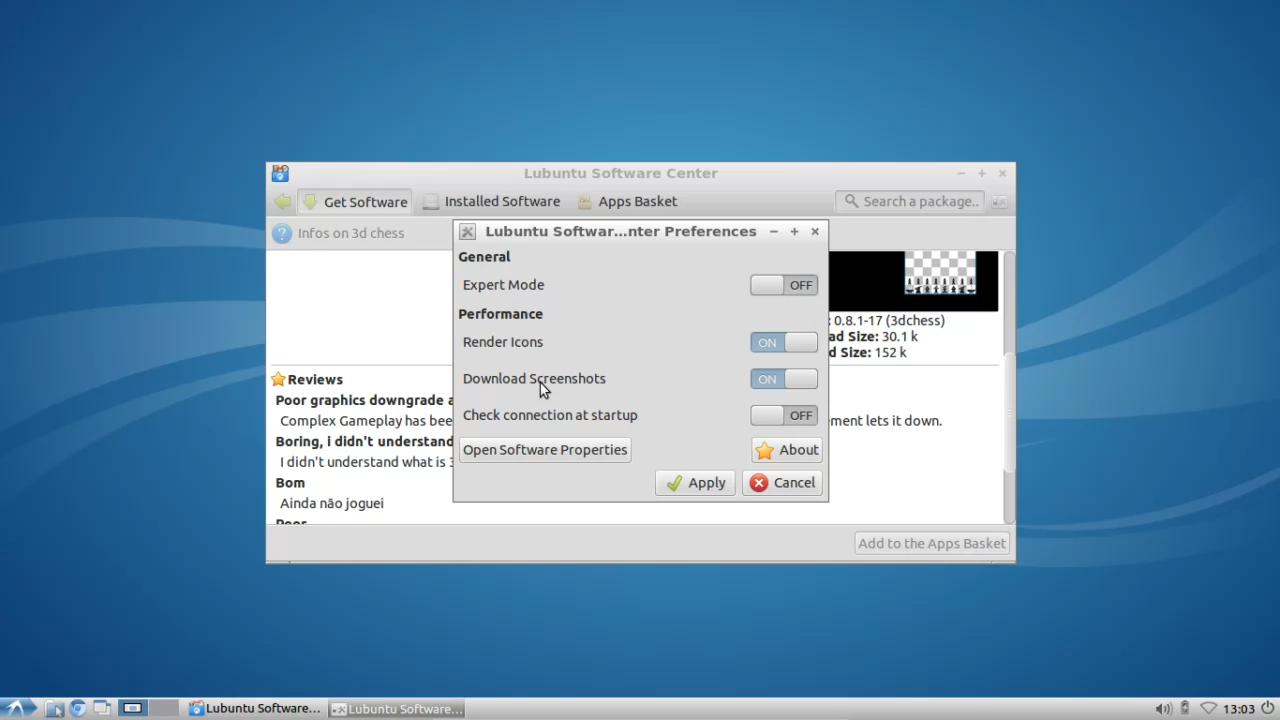 Lubuntu Software Center
Get Software
Installed Software
Apps Basket
Search a package..
Infos on 3d chess
Lubuntu Softwar...nter Preferences
General
Expert Mode
OFF
Performance
Render Icons
ON
Download Screenshots
ON
Check connection at startup
OFF
Open Software Properties
About
Apply
Cancel
: 0.8.1-17 (3dchess)
ad Size: 30.1 k
d Size: 152 k
Reviews
Poor graphics downgrade a
Complex Gameplay has bee
ment lets it down.
Boring, i didn't understand
I didn't understand what is 3
Bom
Ainda não joguei
Poor
Add to the Apps Basket
Lubuntu Software...
Lubuntu Software...
13:03